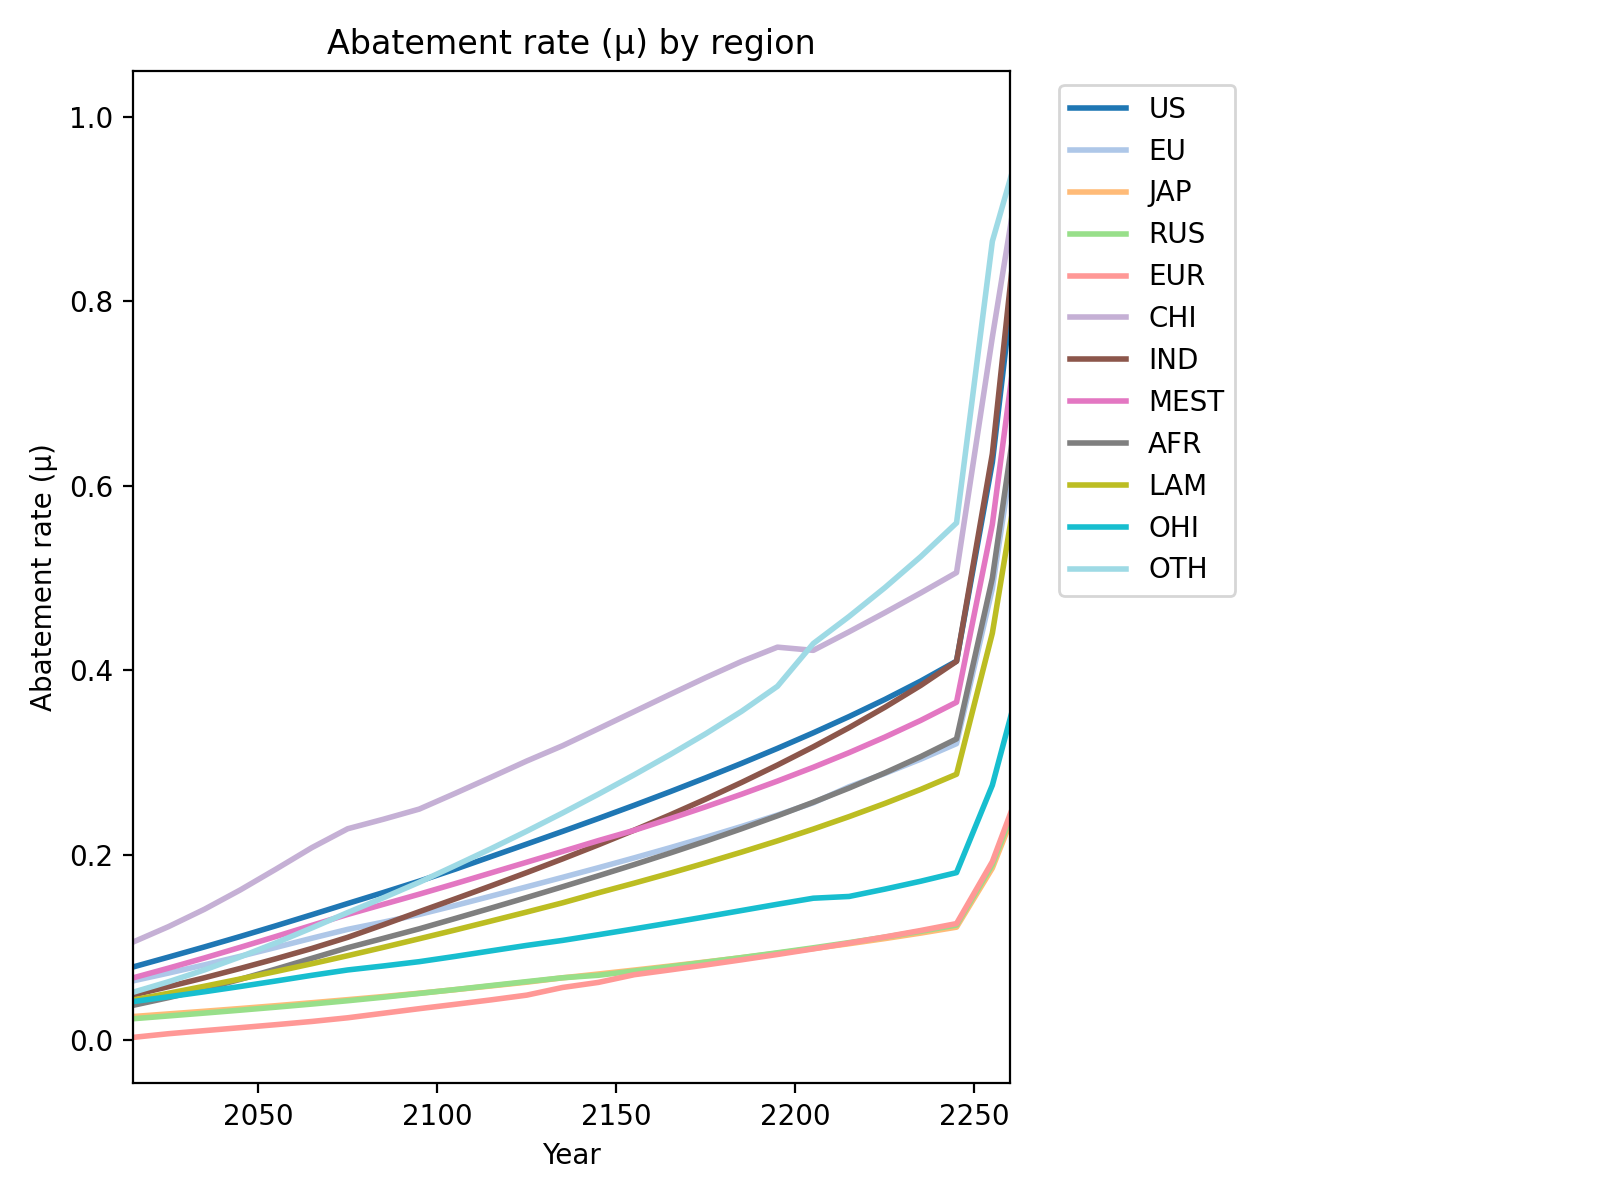 Abatement rate (μ) by region
Abatement rate (μ)
1.0
0.8
0.6
0.4
0.2
0.0
2050 2100 2150 2200 2250
Year
US
EU
JAP
RUS
EUR
CHI
IND
MEST
AFR
LAM
OHI
OTH